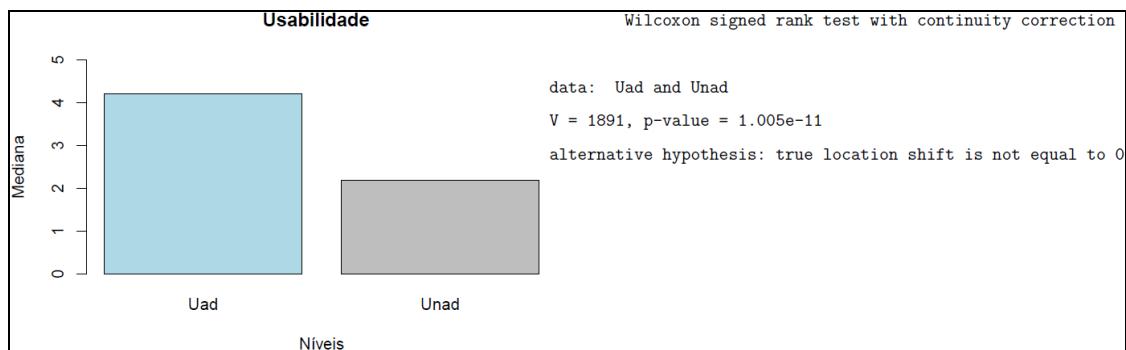 Usabilidade
5
4
3
2
1
0
Mediana
Uad
Unad
Níveis
Wilcoxon signed rank test with continuity correction
data: Uad and Unad
V = 1891, p-value = 1.005e-11
alternative hypothesis: true location shift is not equal to 0